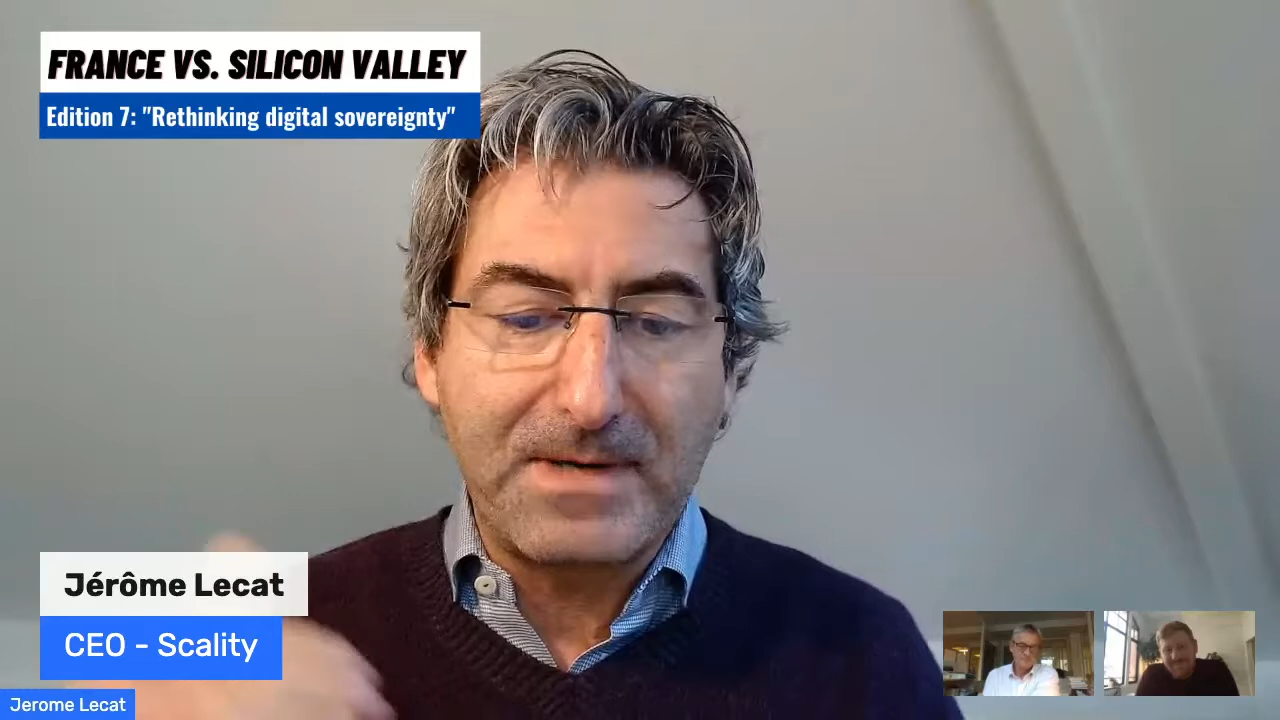 FRANCE VS. SILICON VALLEY
Edition 7: "Rethinking digital sovereignty"
Jérôme Lecat
CEO - Scality
Jerome Lecat